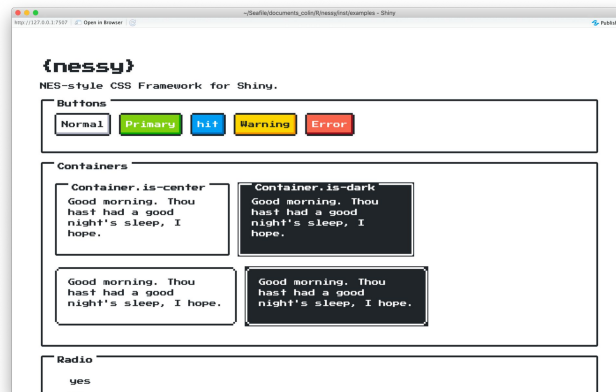 ~/Seafile/documents_colin/R/nessy/inst/examples - Shiny
http://127.0.0.1:7507 Open in Browser Publish
{nessy}
NES-style CSS Framework for Shiny.
Buttons
Normal Primary hit Warning Error
Containers
Container.is-center
Good morning. Thou
hast had a good
night's sleep, I
hope.
Container.is-dark
Good morning. Thou
hast had a good
night's sleep, I
hope.
Good morning. Thou
hast had a good
night's sleep, I hope.
Good morning. Thou
hast had a good
night's sleep, I hope.
Radio
yes